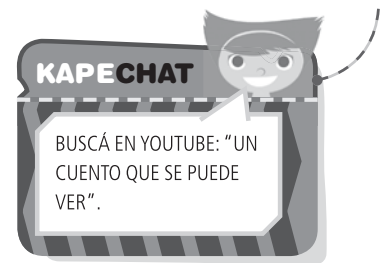 KAPECHAT
BUSCÁ EN YOUTUBE: “UN
CUENTO QUE SE PUEDE
VER”.